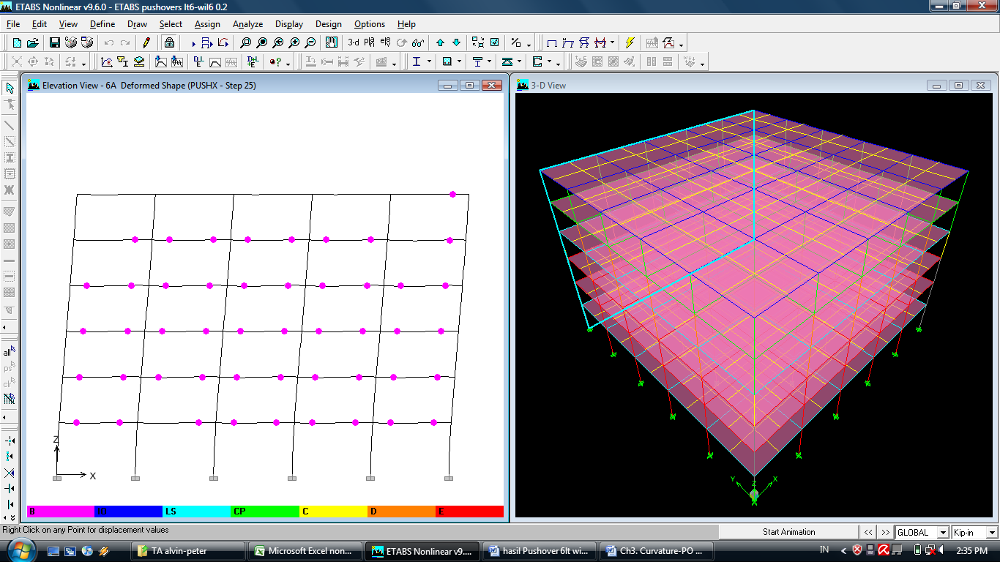 ETABS Nonlinear v9.6.0 - ETABS pushovers lt6-wil6 0.2
File Edit View Define Draw Select Assign Analyze Display Design Options Help
3-d
Elevation View - 6A Deformed Shape (PUSHX - Step 25)
3-D View
all
ps
clr
Z
X
Y Z X
B IO LS CP C D E
Right Click on any Point for displacement values
Start Animation << >> GLOBAL Kip-in
TA alvin-peter
Microsoft Excel non...
ETABS Nonlinear v9....
hasil Pushover 6lt wi...
Ch3. Curvature-PO ...
IN < 2:35 PM